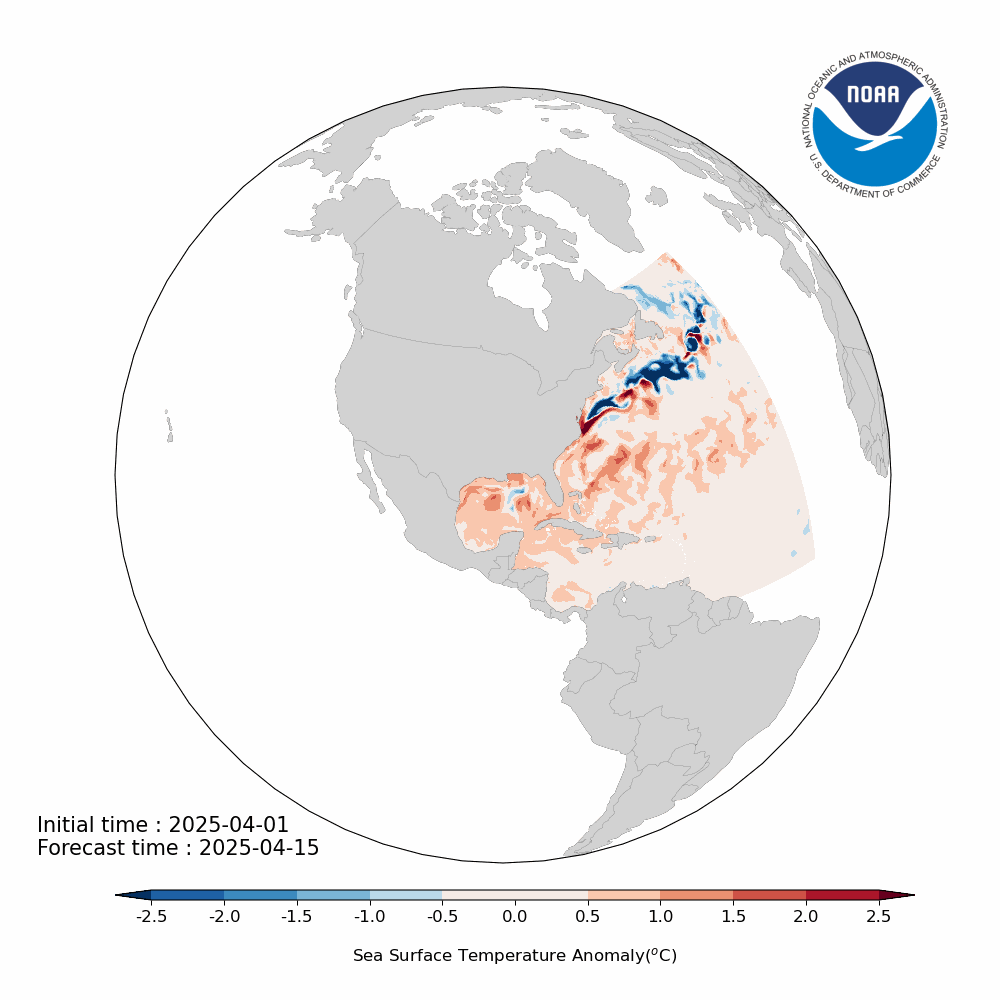 NATIONAL OCEANIC AND ATMOSPHERIC ADMINISTRATION
NOAA
U.S. DEPARTMENT OF COMMERCE
Initial time : 2025-04-01
Forecast time : 2025-04-15
-2.5 -2.0 -1.5 -1.0 -0.5 0.0 0.5 1.0 1.5 2.0 2.5
Sea Surface Temperature Anomaly(°C)